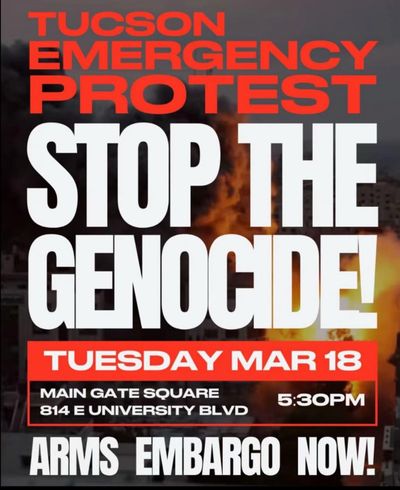 TUCSON
EMERGENCY
PROTEST
STOP THE
GENOCIDE!
TUESDAY MAR 18
MAIN GATE SQUARE
814 E UNIVERSITY BLVD
5:30PM
ARMS EMBARGO NOW!